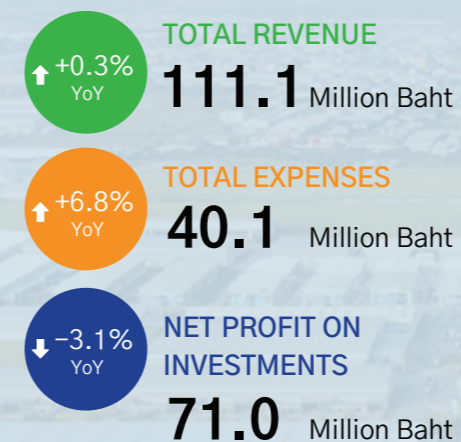 +0.3%
YoY
TOTAL REVENUE
111.1 Million Baht
+6.8%
YoY
TOTAL EXPENSES
40.1 Million Baht
-3.1%
YoY
NET PROFIT ON
INVESTMENTS
71.0 Million Baht